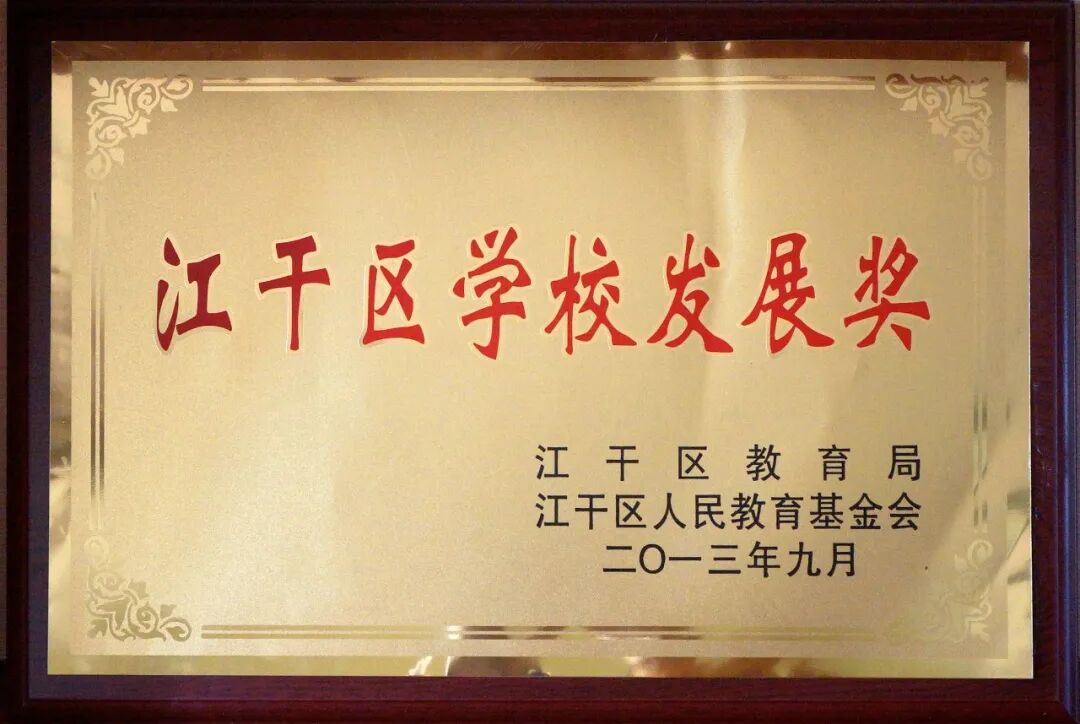 江干区学校发展奖
江干区教育局
江干区人民教育基金会
二〇一三年九月